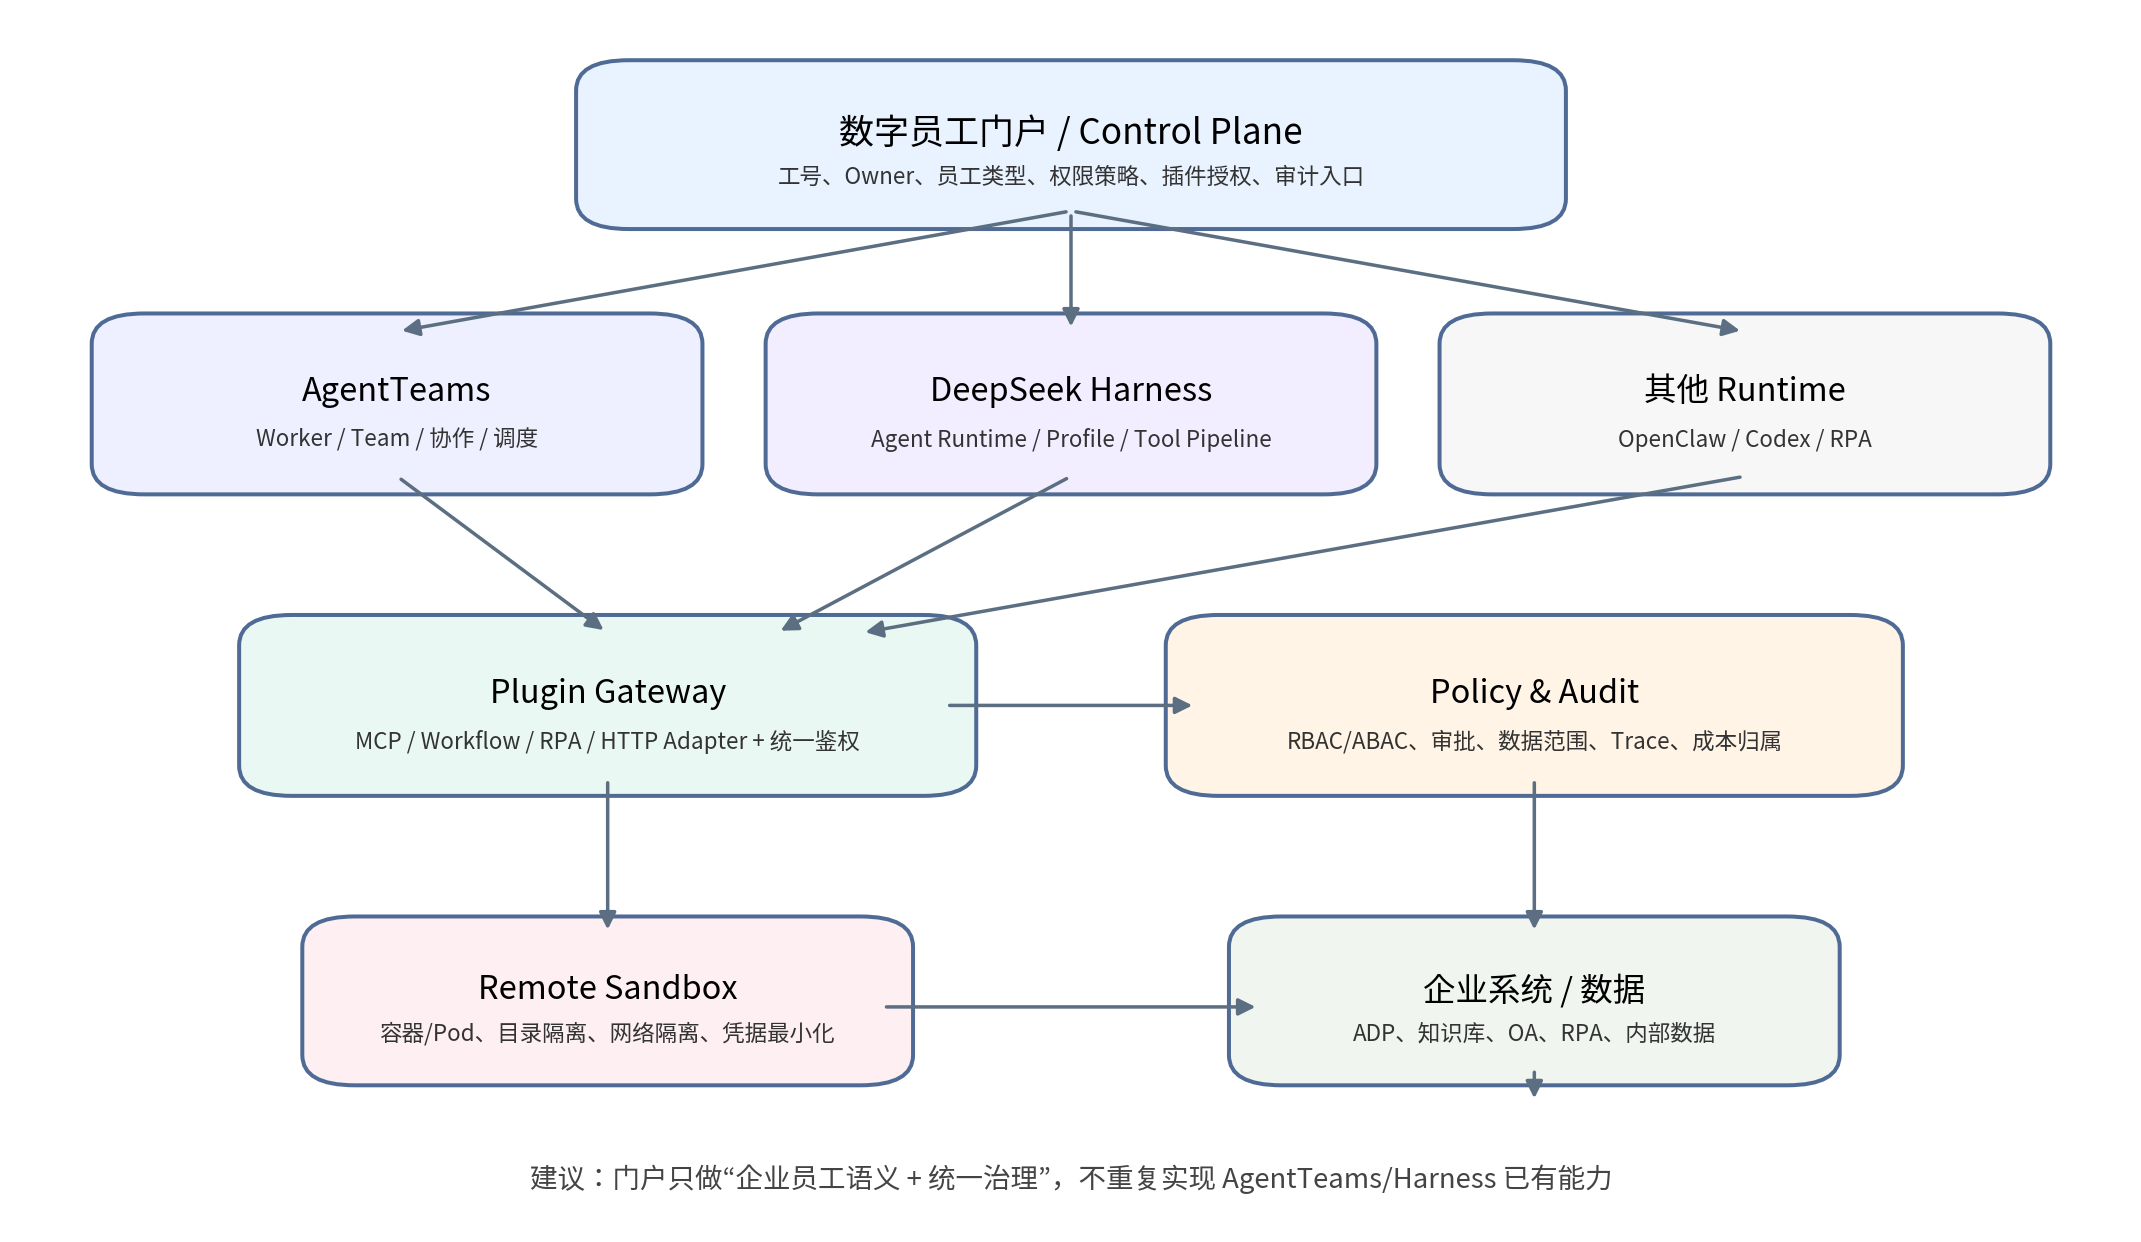 数字员工门户 / Control Plane
工号、Owner、员工类型、权限策略、插件授权、审计入口
AgentTeams
Worker / Team / 协作 / 调度
DeepSeek Harness
Agent Runtime / Profile / Tool Pipeline
其他 Runtime
OpenClaw / Codex / RPA
Plugin Gateway
MCP / Workflow / RPA / HTTP Adapter + 统一鉴权
Policy & Audit
RBAC/ABAC、审批、数据范围、Trace、成本归属
Remote Sandbox
容器/Pod、目录隔离、网络隔离、凭据最小化
企业系统 / 数据
ADP、知识库、OA、RPA、内部数据
建议：门户只做“企业员工语义 + 统一治理”，不重复实现 AgentTeams/Harness 已有能力